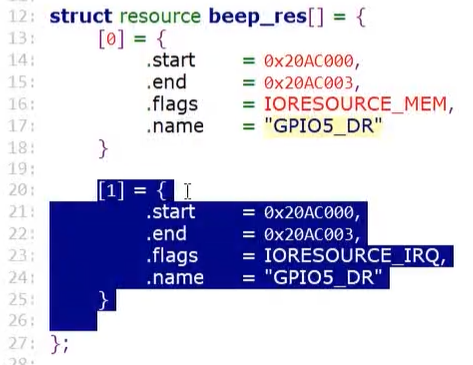 12: struct resource beep_res[] = {
13: [0] = {
14: .start = 0x20AC000,
15: .end = 0x20AC003,
16: .flags = IORESOURCE_MEM,
17: .name = "GPIO5_DR"
18: }
19:
20: [1] = {
21: .start = 0x20AC000,
22: .end = 0x20AC003,
23: .flags = IORESOURCE_IRQ,
24: .name = "GPIO5_DR"
25: }
26:
27: };
28: